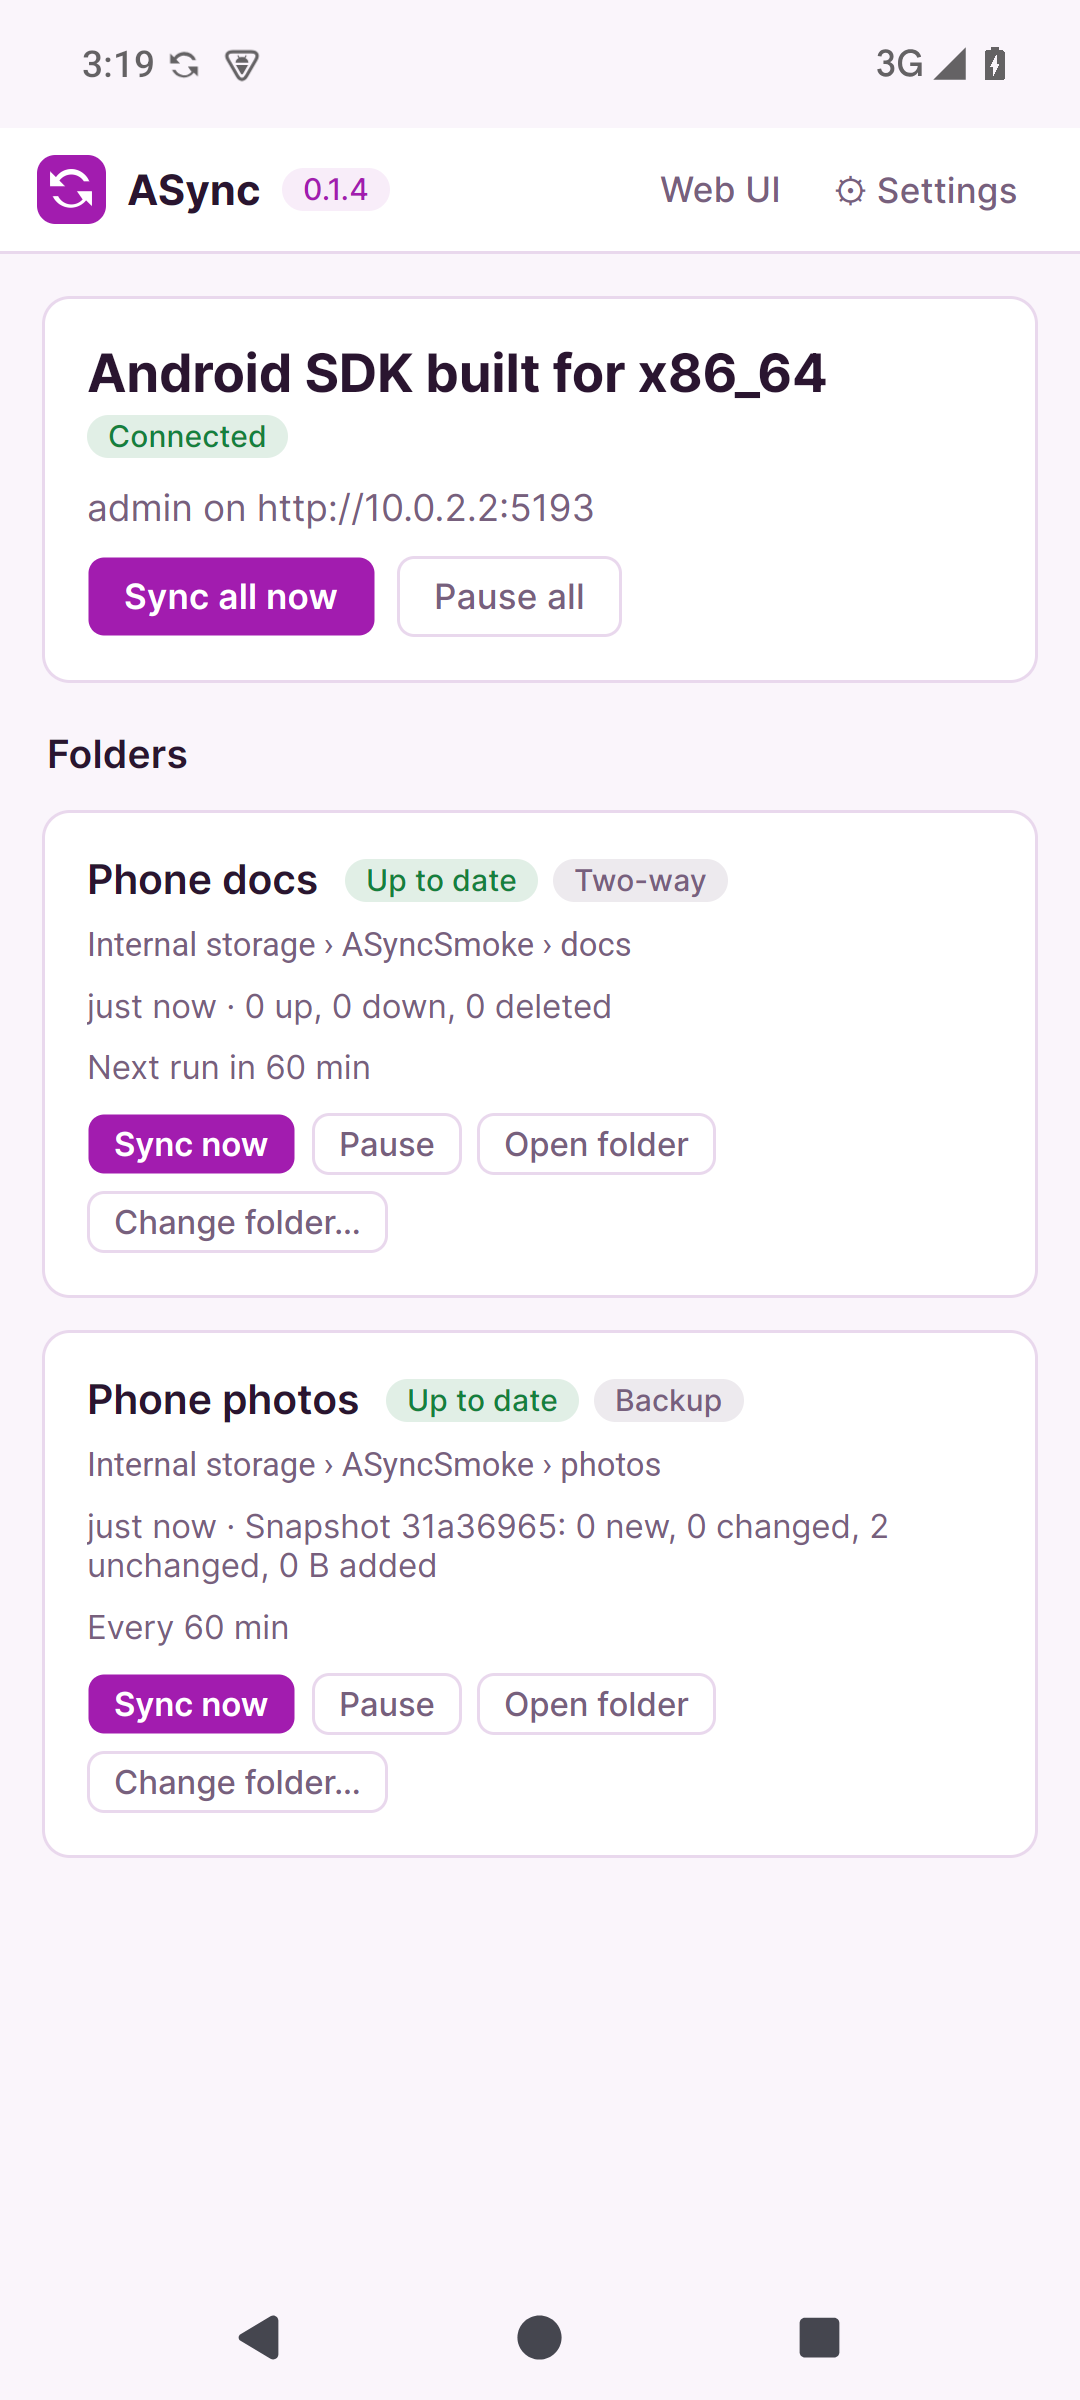 3:19
3G
ASync 0.1.4 Web UI Settings
Android SDK built for x86_64
Connected
admin on http://10.0.2.2:5193
Sync all now Pause all
Folders
Phone docs Up to date Two-way
Internal storage › ASyncSmoke › docs
just now · 0 up, 0 down, 0 deleted
Next run in 60 min
Sync now Pause Open folder
Change folder...
Phone photos Up to date Backup
Internal storage › ASyncSmoke › photos
just now · Snapshot 31a36965: 0 new, 0 changed, 2
unchanged, 0 B added
Every 60 min
Sync now Pause Open folder
Change folder...